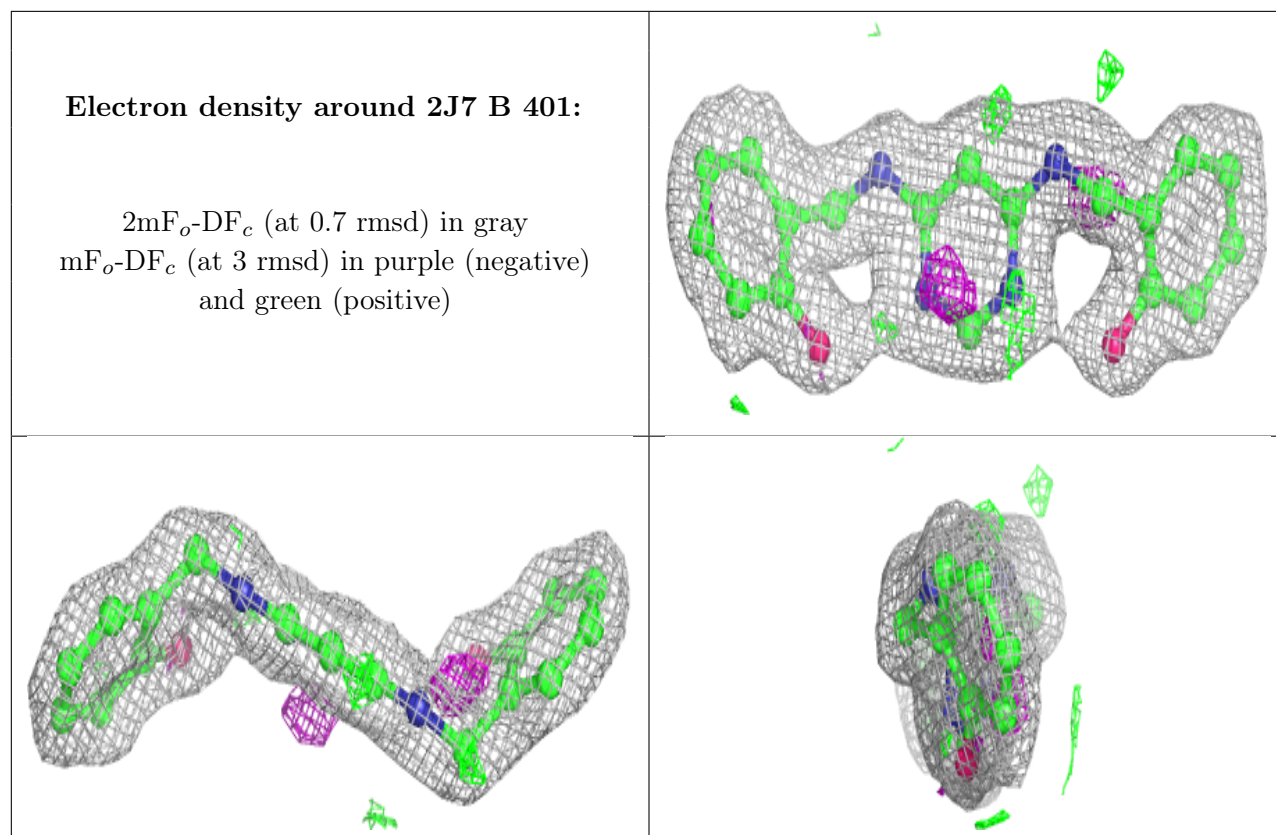 Electron density around 2J7 B 401:
2mFo-DFc (at 0.7 rmsd) in gray
mFo-DFc (at 3 rmsd) in purple (negative)
and green (positive)